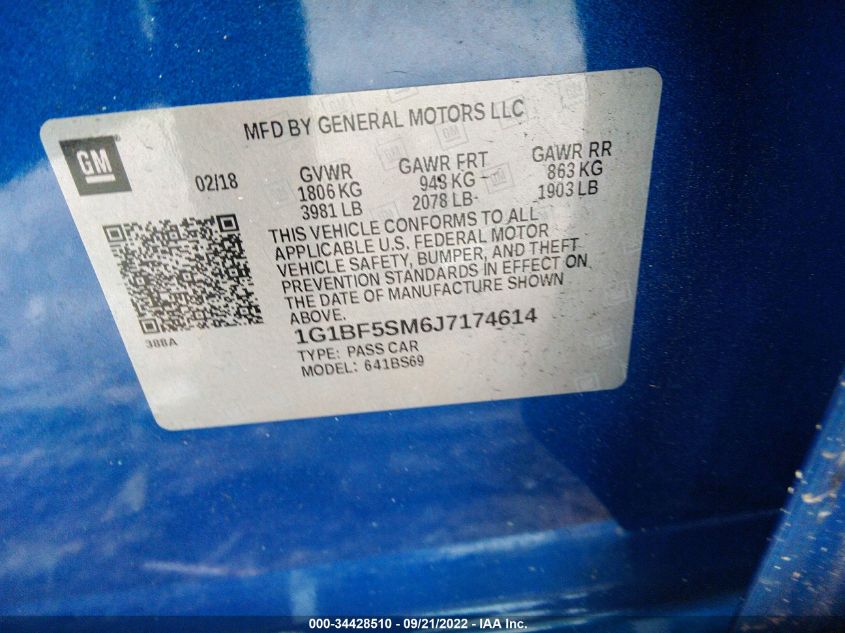 MFD BY GENERAL MOTORS LLC
GM
02/18
GVWR
1806 KG
3981 LB
GAWR FRT
943 KG
2078 LB
GAWR RR
863 KG
1903 LB
THIS VEHICLE CONFORMS TO ALL
APPLICABLE U.S. FEDERAL MOTOR
VEHICLE SAFETY, BUMPER, AND THEFT
PREVENTION STANDARDS IN EFFECT ON
THE DATE OF MANUFACTURE SHOWN
ABOVE.
388A
1G1BF5SM6J7174614
TYPE: PASS CAR
MODEL: 641BS69
000-34428510 - 09/21/2022 - IAA Inc.